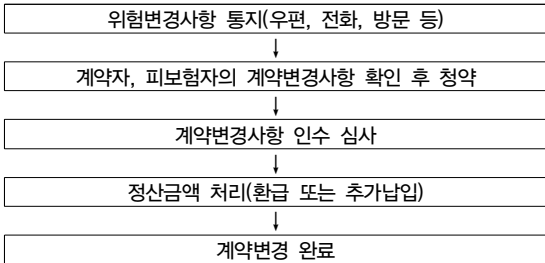 위험변경사항 통지(우편, 전화, 방문 등)
계약자, 피보험자의 계약변경사항 확인 후 청약
계약변경사항 인수 심사
정산금액 처리(환급 또는 추가납입)
계약변경 완료